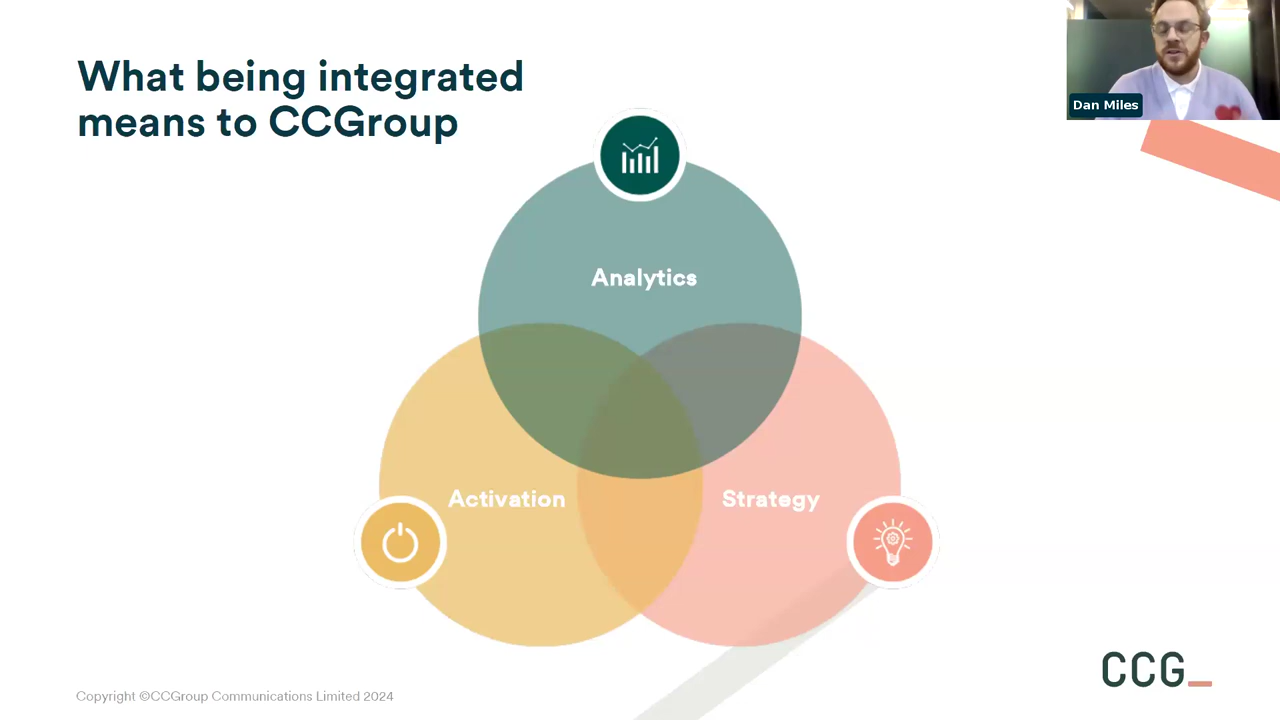 What being integrated
means to CCGroup
Dan Miles
Analytics
Activation
Strategy
CCG_
Copyright ©CCGroup Communications Limited 2024